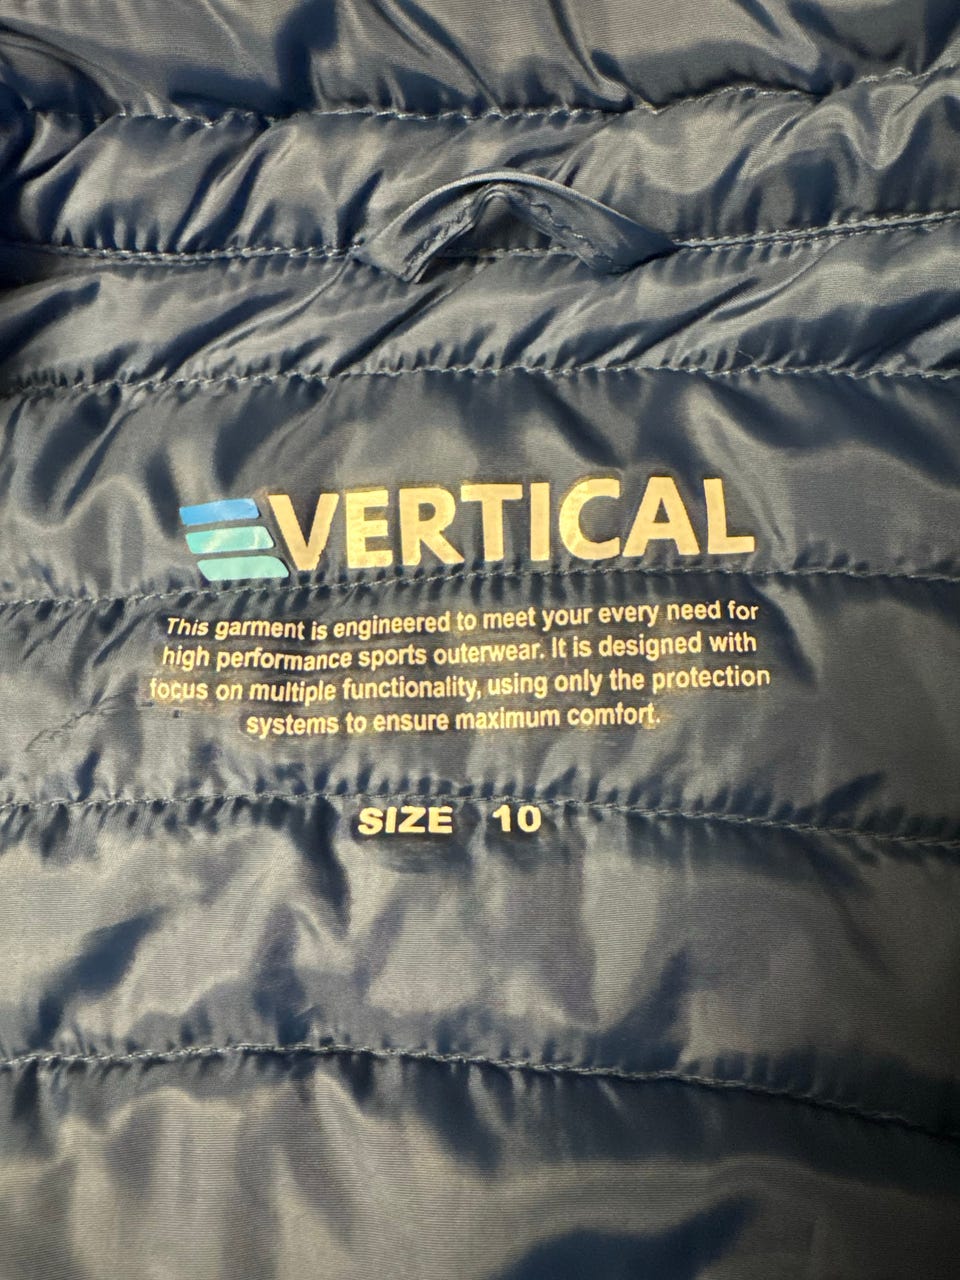 VERTICAL
This garment is engineered to meet your every need for
high performance sports outerwear. It is designed with
focus on multiple functionality, using only the protection
systems to ensure maximum comfort.
SIZE 10